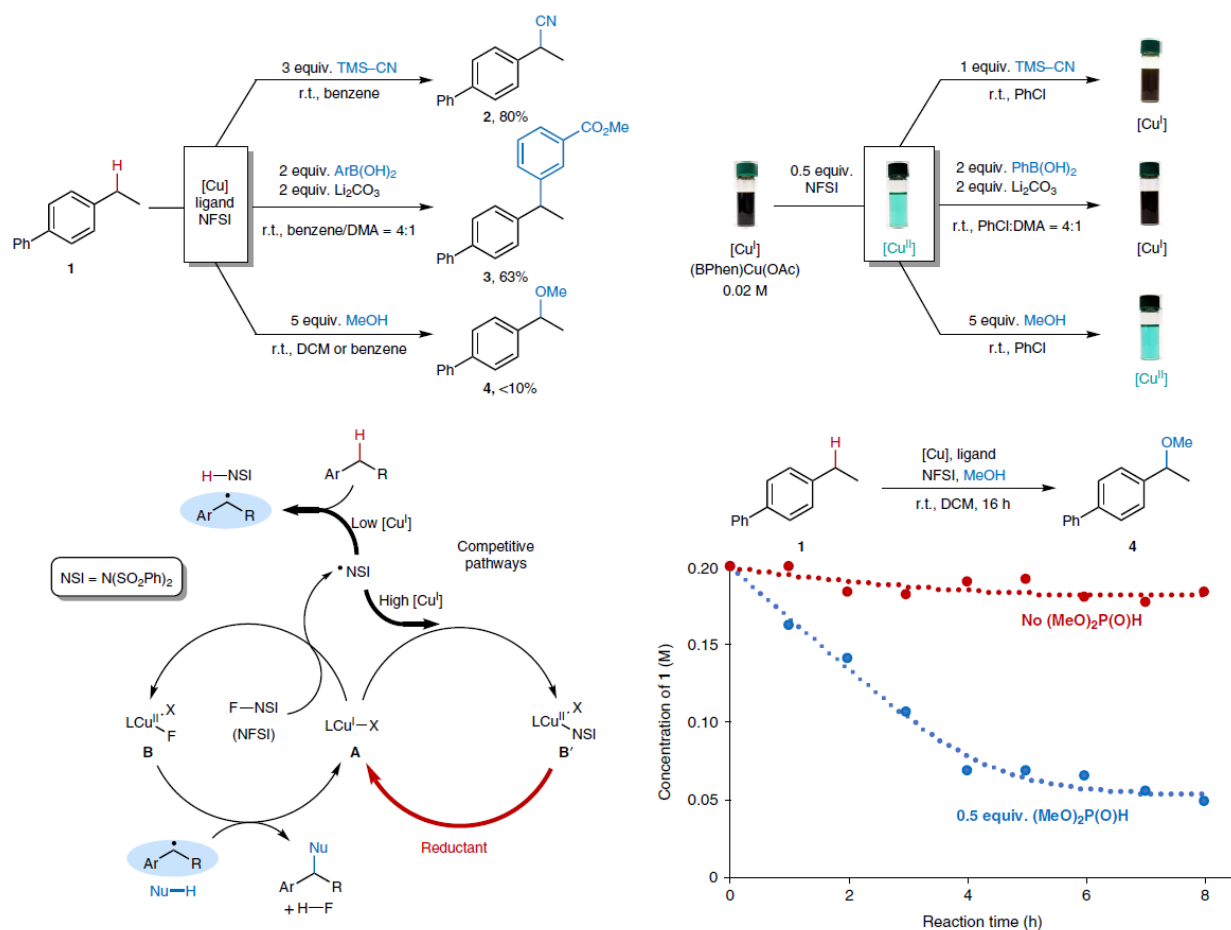 CN
3 equiv. TMS–CN
r.t., benzene
Ph
2, 80%
CO2Me
H
[Cu]
ligand
NFSI
2 equiv. ArB(OH)2
2 equiv. Li2CO3
r.t., benzene/DMA = 4:1
Ph
1
Ph
3, 63%
OMe
5 equiv. MeOH
r.t., DCM or benzene
Ph
4, <10%
1 equiv. TMS–CN
r.t., PhCl
[CuI]
0.5 equiv.
NFSI
2 equiv. PhB(OH)2
2 equiv. Li2CO3
r.t., PhCl:DMA = 4:1
[CuI]
(BPhen)Cu(OAc)
0.02 M
[CuII]
[CuI]
5 equiv. MeOH
r.t., PhCl
[CuII]
H
H–NSI
Ar
R
Ar
R
Low [CuI]
NSI = N(SO2Ph)2
•NSI
Competitive
pathways
High [CuI]
LCuII
X
F
B
F–NSI
(NFSI)
LCuI–X
A
LCuII
X
NSI
B′
Reductant
Ar
R
Nu–H
Nu
Ar
R
+ H–F
H
[Cu], ligand
NFSI, MeOH
r.t., DCM, 16 h
OMe
Ph
1
Ph
4
Concentration of 1 (M)
0.20
0.15
0.10
0.05
0
No (MeO)2P(O)H
0.5 equiv. (MeO)2P(O)H
0
2
4
6
8
Reaction time (h)